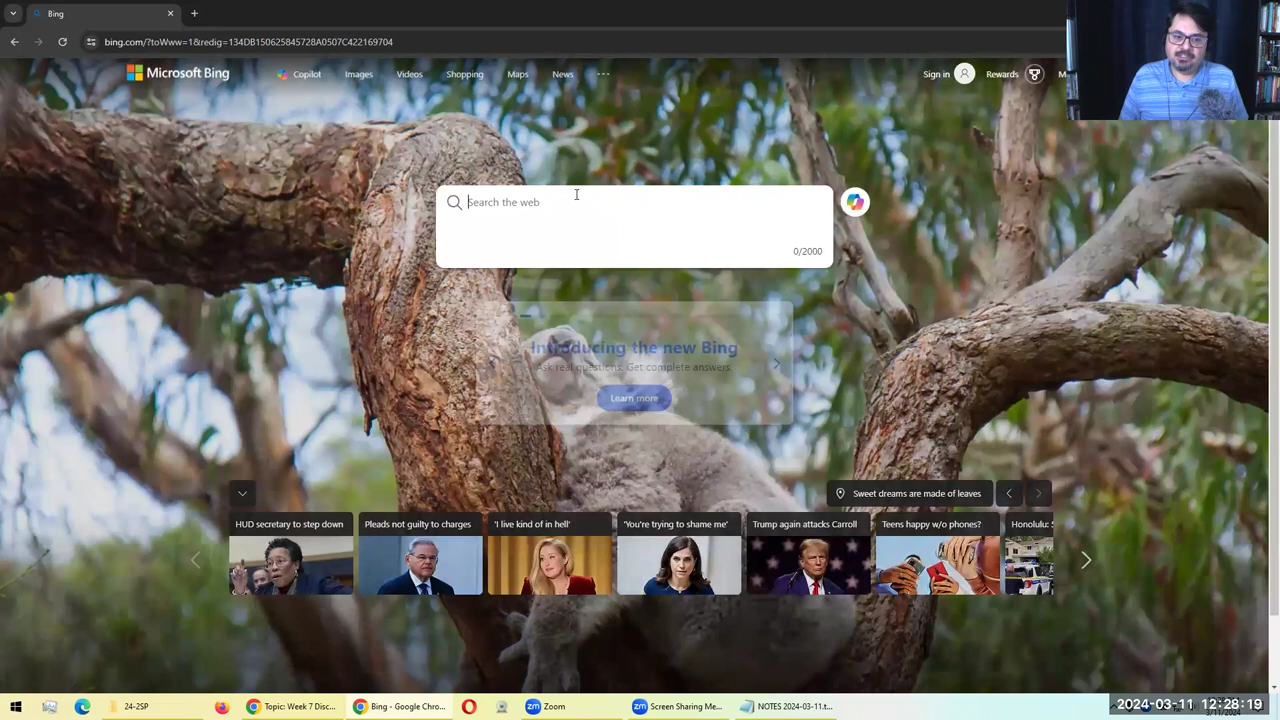 Bing
bing.com/?toWww=1&redig=134DB150625845728A0507C422169704
Microsoft Bing
Copilot
Images
Videos
Shopping
Maps
News
Sign in
Rewards
Search the web
0/2000
Introducing the new Bing
Ask real questions. Get complete answers.
Learn more
Sweet dreams are made of leaves
HUD secretary to step down
Pleads not guilty to charges
'I live kind of in hell'
'You're trying to shame me'
Trump again attacks Carroll
Teens happy w/o phones?
Honolulu:
24-2SP
Topic: Week 7 Disc...
Bing - Google Chro...
zm Zoom
zm Screen Sharing Me...
NOTES 2024-03-11.t...
2024-03-11 12:28:19